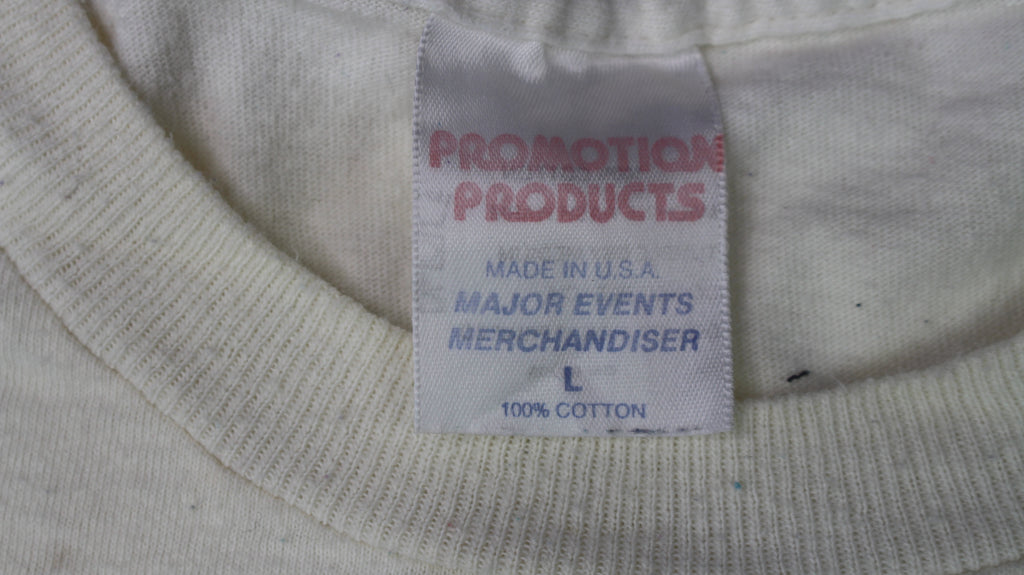 PROMOTION
PRODUCTS
MADE IN U.S.A.
MAJOR EVENTS
MERCHANDISER
L
100% COTTON